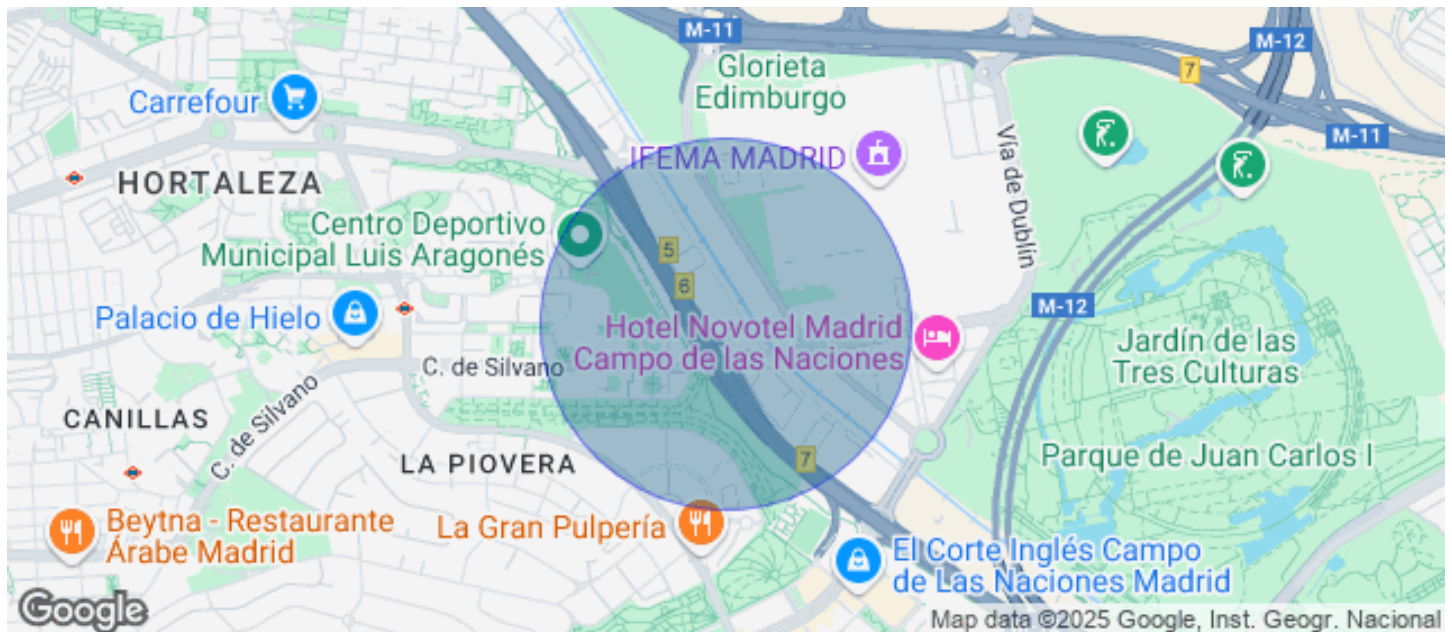 M-11
M-12
Glorieta
Edimburgo
7
Carrefour
M-11
IFEMA MADRID
Vía de Dublín
HORTALEZA
Centro Deportivo
Municipal Luis Aragonés
5
6
M-12
Palacio de Hielo
Hotel Novotel Madrid
Campo de las Naciones
Jardín de las
Tres Culturas
C. de Silvano
CANILLAS
C. de Silvano
LA PIOVERA
7
Parque de Juan Carlos I
Beytna - Restaurante
Árabe Madrid
La Gran Pulpería
El Corte Inglés Campo
de Las Naciones Madrid
Google
Map data ©2025 Google, Inst. Geogr. Nacional